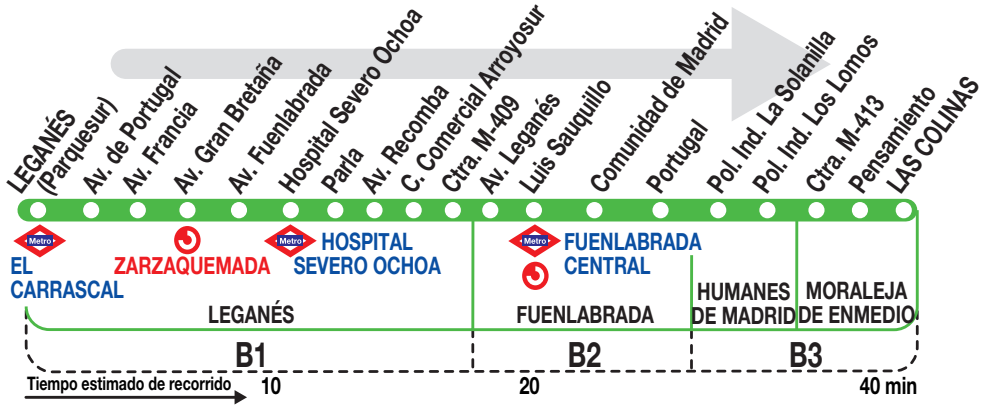 LEGANÉS
(Parquesur)
Av. de Portugal
Av. Francia
Av. Gran Bretaña
Av. Fuenlabrada
Hospital Severo Ochoa
Parla
Av. Recomba
C. Comercial Arroyosur
Ctra. M-409
Av. Leganés
Luis Sauquillo
Comunidad de Madrid
Portugal
Pol. Ind. La Solanilla
Pol. Ind. Los Lomos
Ctra. M-413
Pensamiento
LAS COLINAS
Metro
EL
CARRASCAL
ZARZAQUEMADA
Metro
HOSPITAL
SEVERO OCHOA
Metro
FUENLABRADA
CENTRAL
LEGANÉS
FUENLABRADA
HUMANES
DE MADRID
MORALEJA
DE ENMEDIO
B1
B2
B3
Tiempo estimado de recorrido
10
20
40 min